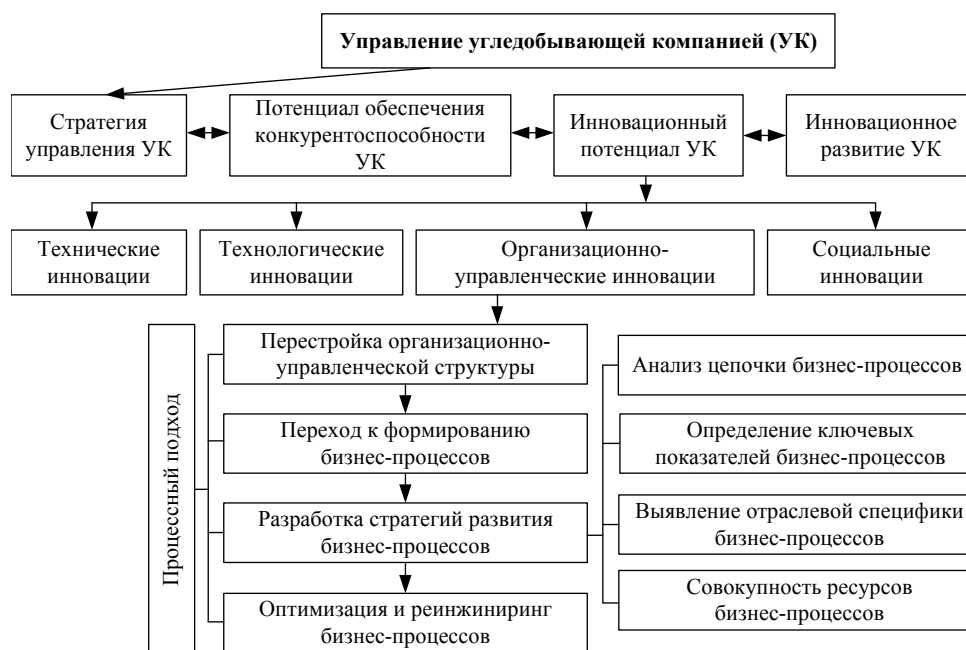 Управление угледобывающей компанией (УК)
Стратегия
управления УК
Потенциал обеспечения
конкурентоспособности
УК
Инновационный
потенциал УК
Инновационное
развитие УК
Технические
инновации
Технологические
инновации
Организационно-
управленческие инновации
Социальные
инновации
Процессный подход
Перестройка организационно-
управленческой структуры
Переход к формированию
бизнес-процессов
Разработка стратегий развития
бизнес-процессов
Оптимизация и реинжиниринг
бизнес-процессов
Анализ цепочки бизнес-процессов
Определение ключевых
показателей бизнес-процессов
Выявление отраслевой специфики
бизнес-процессов
Совокупность ресурсов
бизнес-процессов